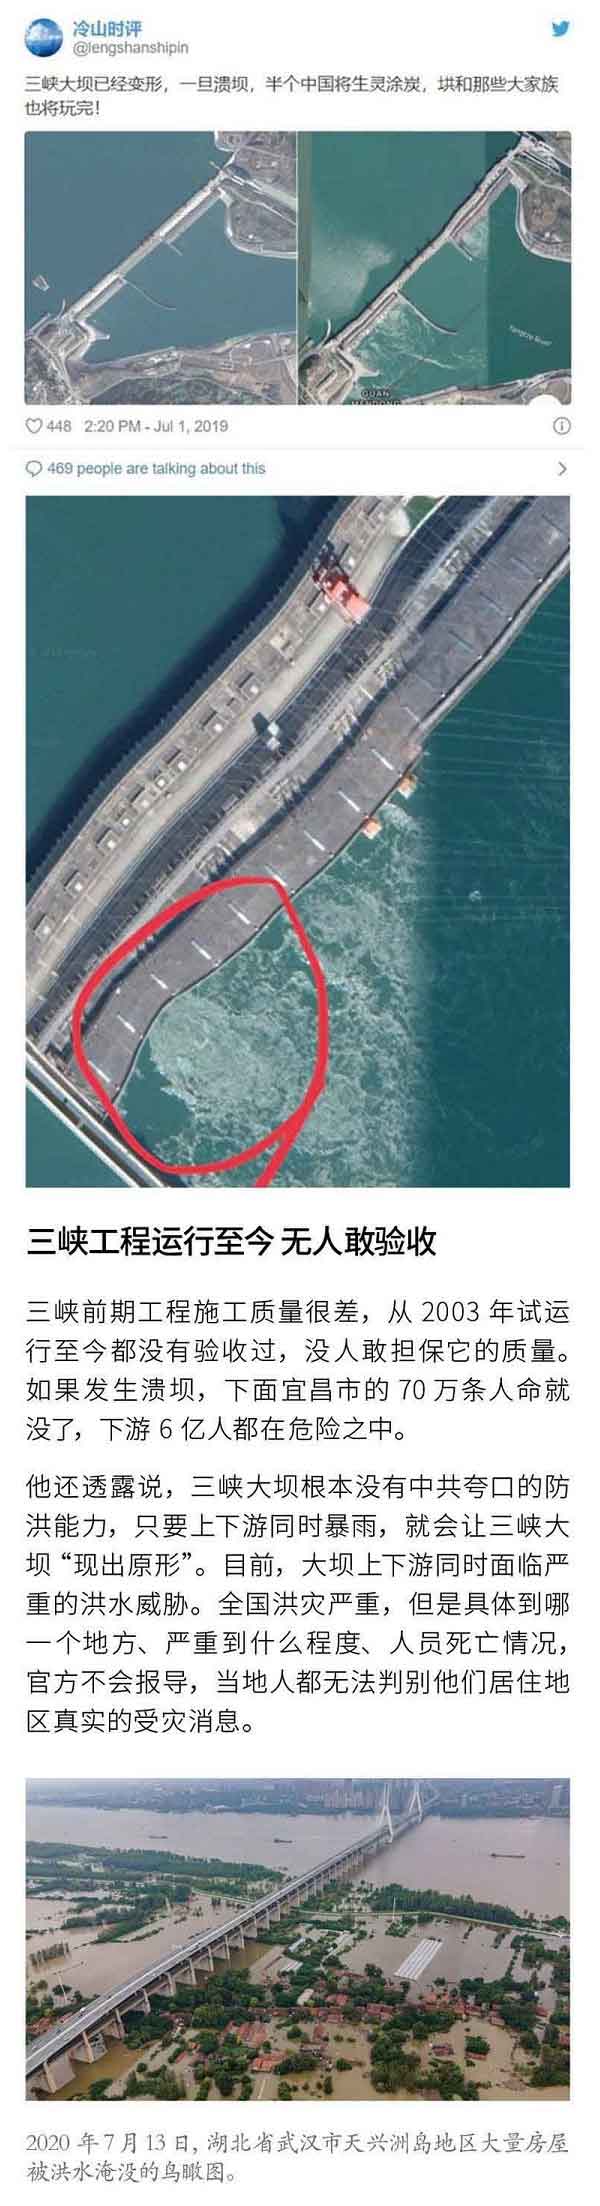 冷山时评
@lengshanshipin
三峡大坝已经变形，一旦溃坝，半个中国将生灵涂炭，垬和那些大家族
也将玩完！
Yangtze River
GUAN
448 2:20 PM - Jul 1, 2019
469 people are talking about this
三峡工程运行至今 无人敢验收
三峡前期工程施工质量很差，从 2003 年试运
行至今都没有验收过，没人敢担保它的质量。
如果发生溃坝，下面宜昌市的 70 万条人命就
没了，下游 6 亿人都在危险之中。
他还透露说，三峡大坝根本没有中共夸口的防
洪能力，只要上下游同时暴雨，就会让三峡大
坝 “现出原形”。目前，大坝上下游同时面临严
重的洪水威胁。全国洪灾严重，但是具体到哪
一个地方、严重到什么程度、人员死亡情况，
官方不会报导，当地人都无法判别他们居住地
区真实的受灾消息。
2020 年 7 月 13 日，湖北省武汉市天兴洲岛地区大量房屋
被洪水淹没的鸟瞰图。